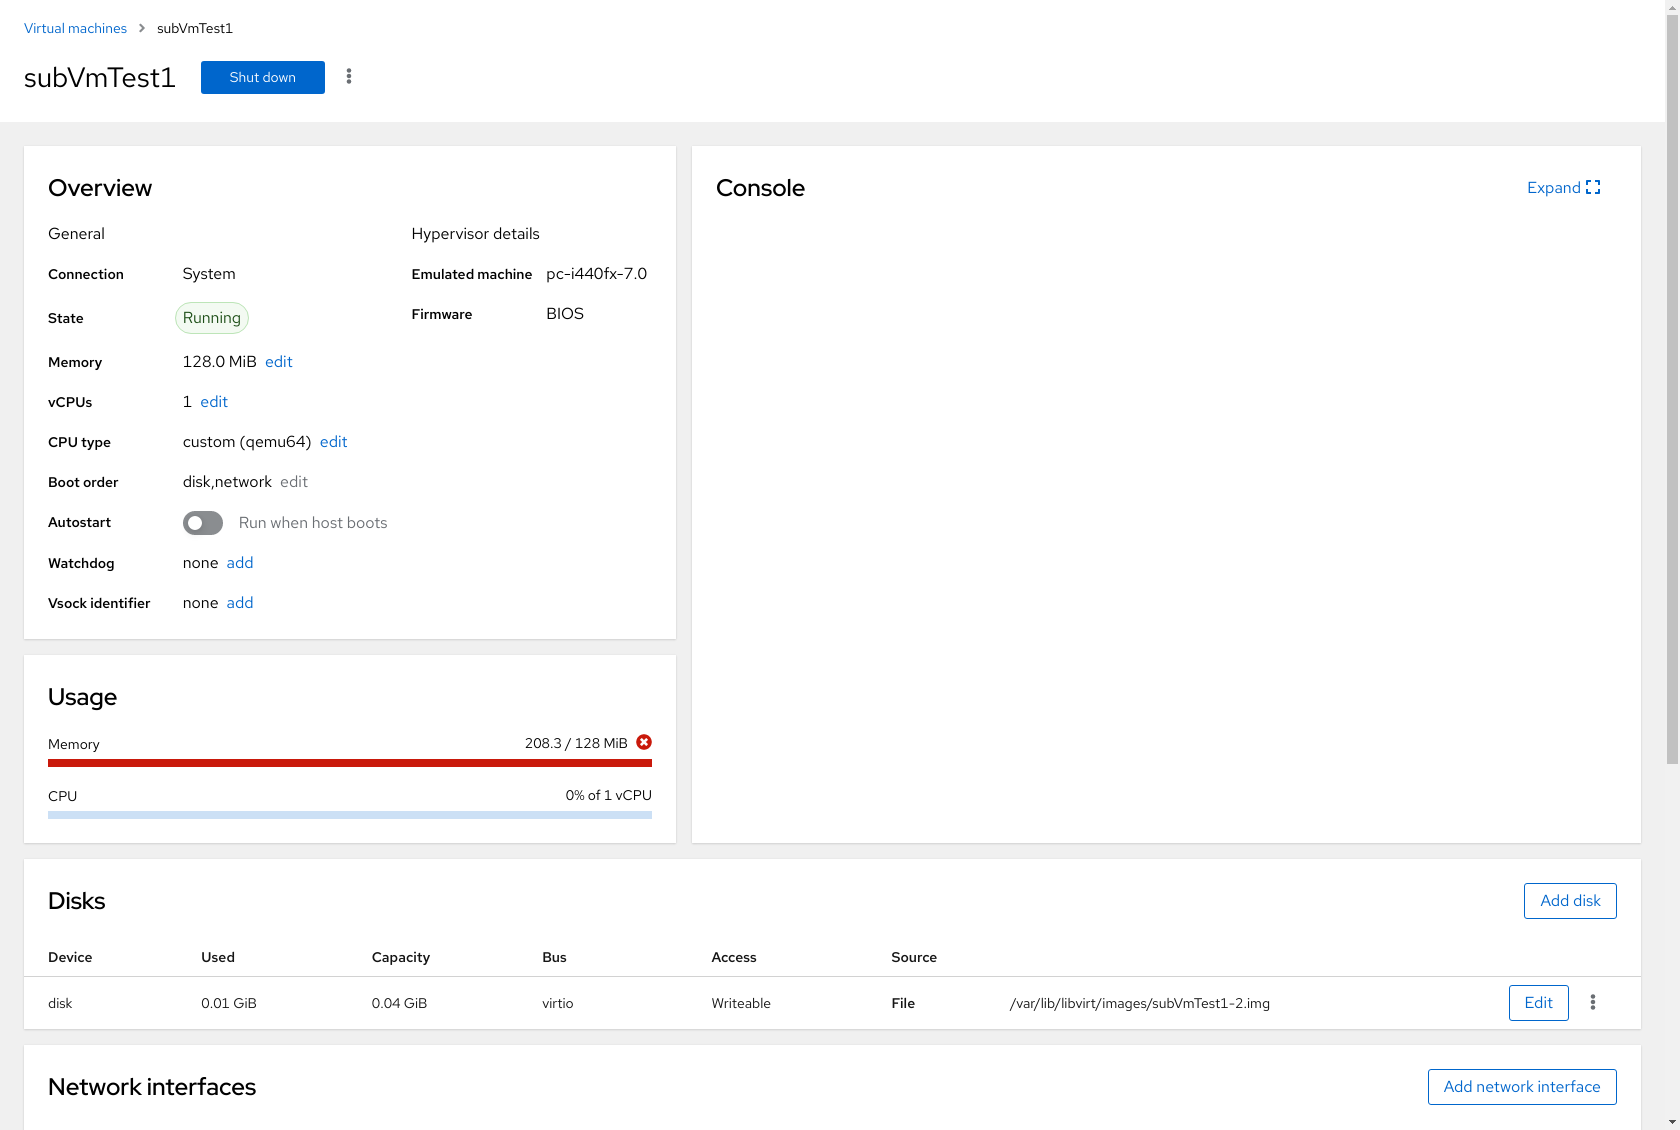 Virtual machines > subVmTest1
subVmTest1 Shut down
Overview
General
Connection System
State Running
Memory 128.0 MiB edit
vCPUs 1 edit
CPU type custom (qemu64) edit
Boot order disk,network edit
Autostart Run when host boots
Watchdog none add
Vsock identifier none add
Hypervisor details
Emulated machine pc-i440fx-7.0
Firmware BIOS
Console Expand
Usage
Memory 208.3 / 128 MiB
CPU 0% of 1 vCPU
Disks Add disk
Device Used Capacity Bus Access Source
disk 0.01 GiB 0.04 GiB virtio Writeable File /var/lib/libvirt/images/subVmTest1-2.img Edit
Network interfaces Add network interface